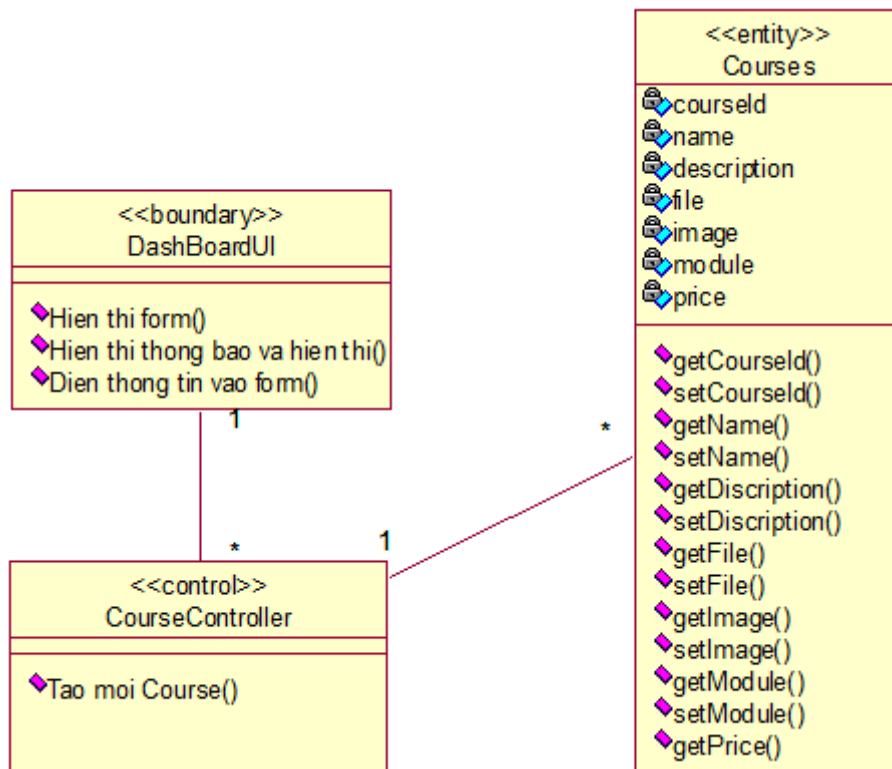 <<entity>>
Courses
courseId
name
description
file
image
module
price
getCourseId()
setCourseId()
getName()
setName()
getDiscription()
setDiscription()
getFile()
setFile()
getImage()
setImage()
getModule()
setModule()
getPrice()
<<boundary>>
DashBoardUI
Hien thi form()
Hien thi thong bao va hien thi()
Dien thong tin vao form()
1
*
*
1
<<control>>
CourseController
Tao moi Course()